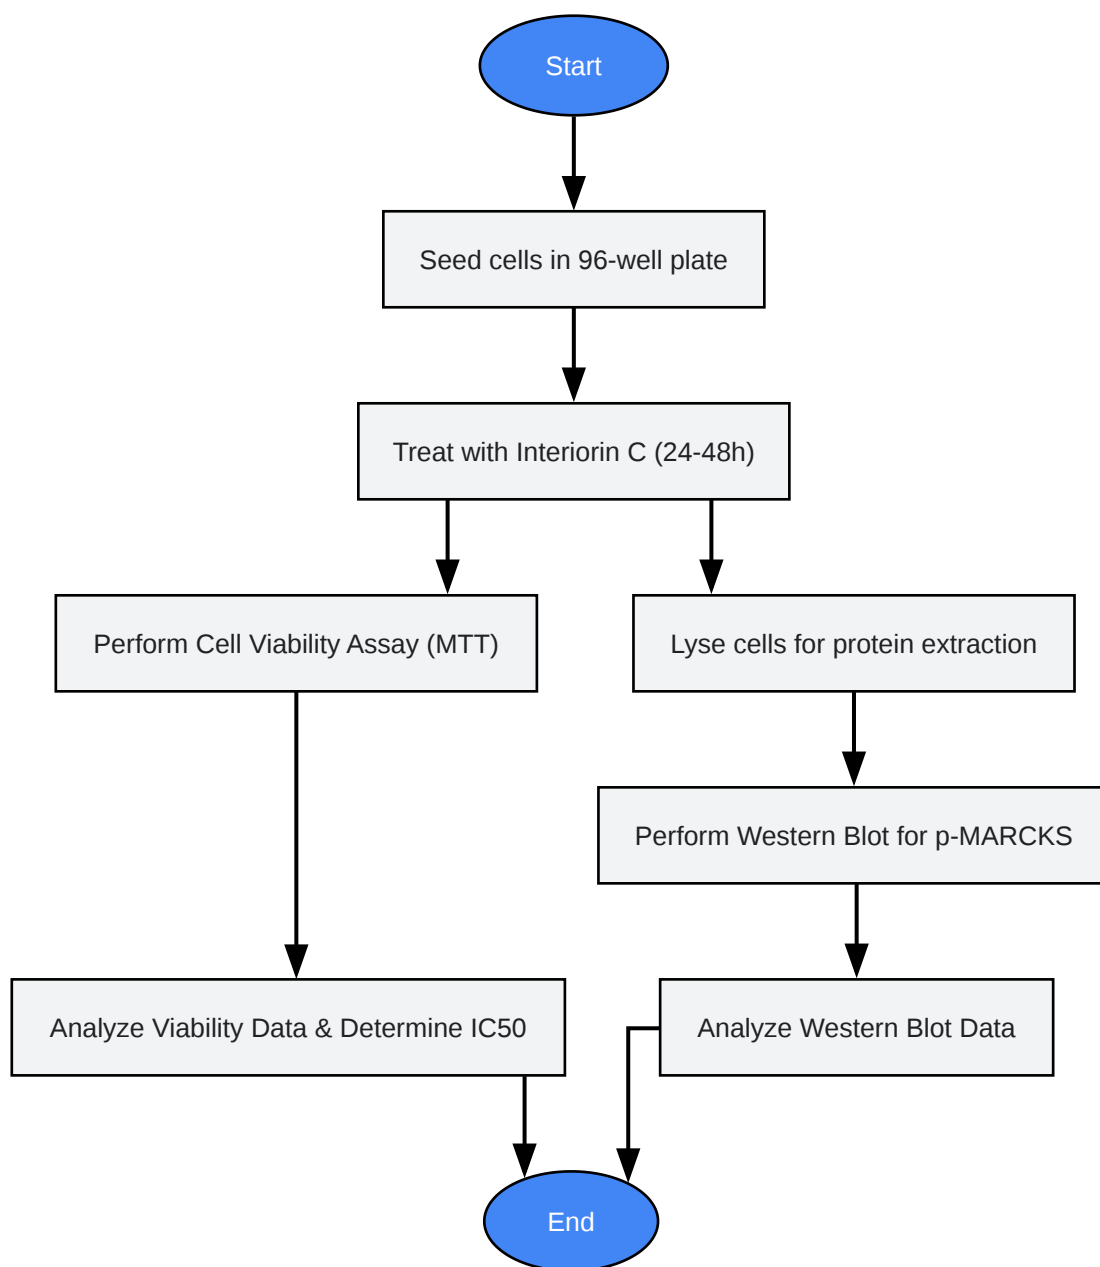 Start
Seed cells in 96-well plate
Treat with Interiorin C (24-48h)
Perform Cell Viability Assay (MTT)
Lyse cells for protein extraction
Perform Western Blot for p-MARCKS
Analyze Viability Data & Determine IC50
Analyze Western Blot Data
End